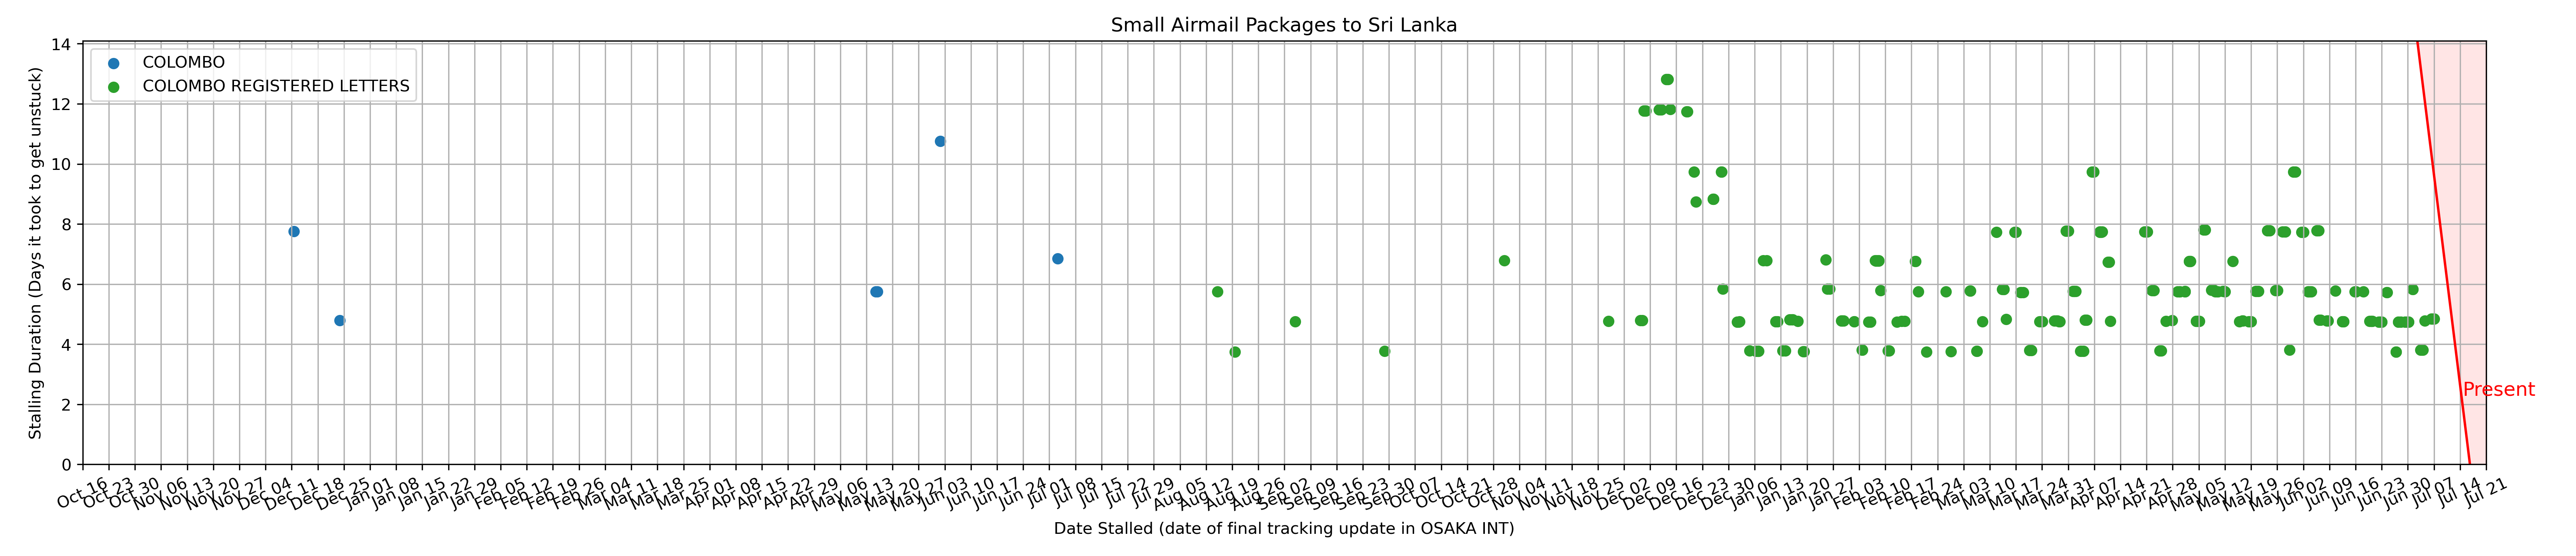 Small Airmail Packages to Sri Lanka
COLOMBO
COLOMBO REGISTERED LETTERS
Stalling Duration (Days it took to get unstuck)
14
12
10
8
6
4
2
0
Present
Oct 16
Oct 23
Oct 30
Nov 06
Nov 13
Nov 20
Nov 27
Dec 04
Dec 11
Dec 18
Dec 25
Jan 01
Jan 08
Jan 15
Jan 22
Jan 29
Feb 05
Feb 12
Feb 19
Feb 26
Mar 04
Mar 11
Mar 18
Mar 25
Apr 01
Apr 08
Apr 15
Apr 22
Apr 29
May 06
May 13
May 20
May 27
Jun 03
Jun 10
Jun 17
Jun 24
Jul 01
Jul 08
Jul 15
Jul 22
Jul 29
Aug 05
Aug 12
Aug 19
Aug 26
Sep 02
Sep 09
Sep 16
Sep 23
Sep 30
Oct 07
Oct 14
Oct 21
Oct 28
Nov 04
Nov 11
Nov 18
Nov 25
Dec 02
Dec 09
Dec 16
Dec 23
Dec 30
Jan 06
Jan 13
Jan 20
Jan 27
Feb 03
Feb 10
Feb 17
Feb 24
Mar 03
Mar 10
Mar 17
Mar 24
Mar 31
Apr 07
Apr 14
Apr 21
Apr 28
May 05
May 12
May 19
May 26
Jun 02
Jun 09
Jun 16
Jun 23
Jun 30
Jul 07
Jul 14
Jul 21
Date Stalled (date of final tracking update in OSAKA INT)